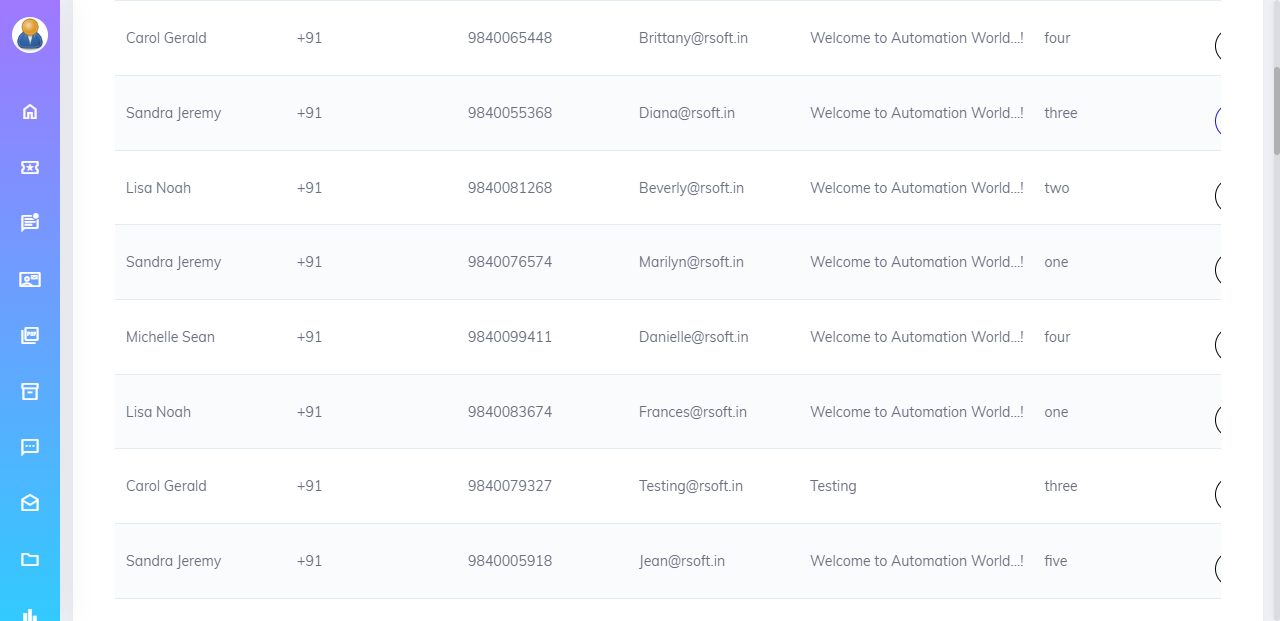 Carol Gerald +91 9840065448 Brittany@rsoft.in Welcome to Automation World...! four
Sandra Jeremy +91 9840055368 Diana@rsoft.in Welcome to Automation World...! three
Lisa Noah +91 9840081268 Beverly@rsoft.in Welcome to Automation World...! two
Sandra Jeremy +91 9840076574 Marilyn@rsoft.in Welcome to Automation World...! one
Michelle Sean +91 9840099411 Danielle@rsoft.in Welcome to Automation World...! four
Lisa Noah +91 9840083674 Frances@rsoft.in Welcome to Automation World...! one
Carol Gerald +91 9840079327 Testing@rsoft.in Testing three
Sandra Jeremy +91 9840005918 Jean@rsoft.in Welcome to Automation World...! five